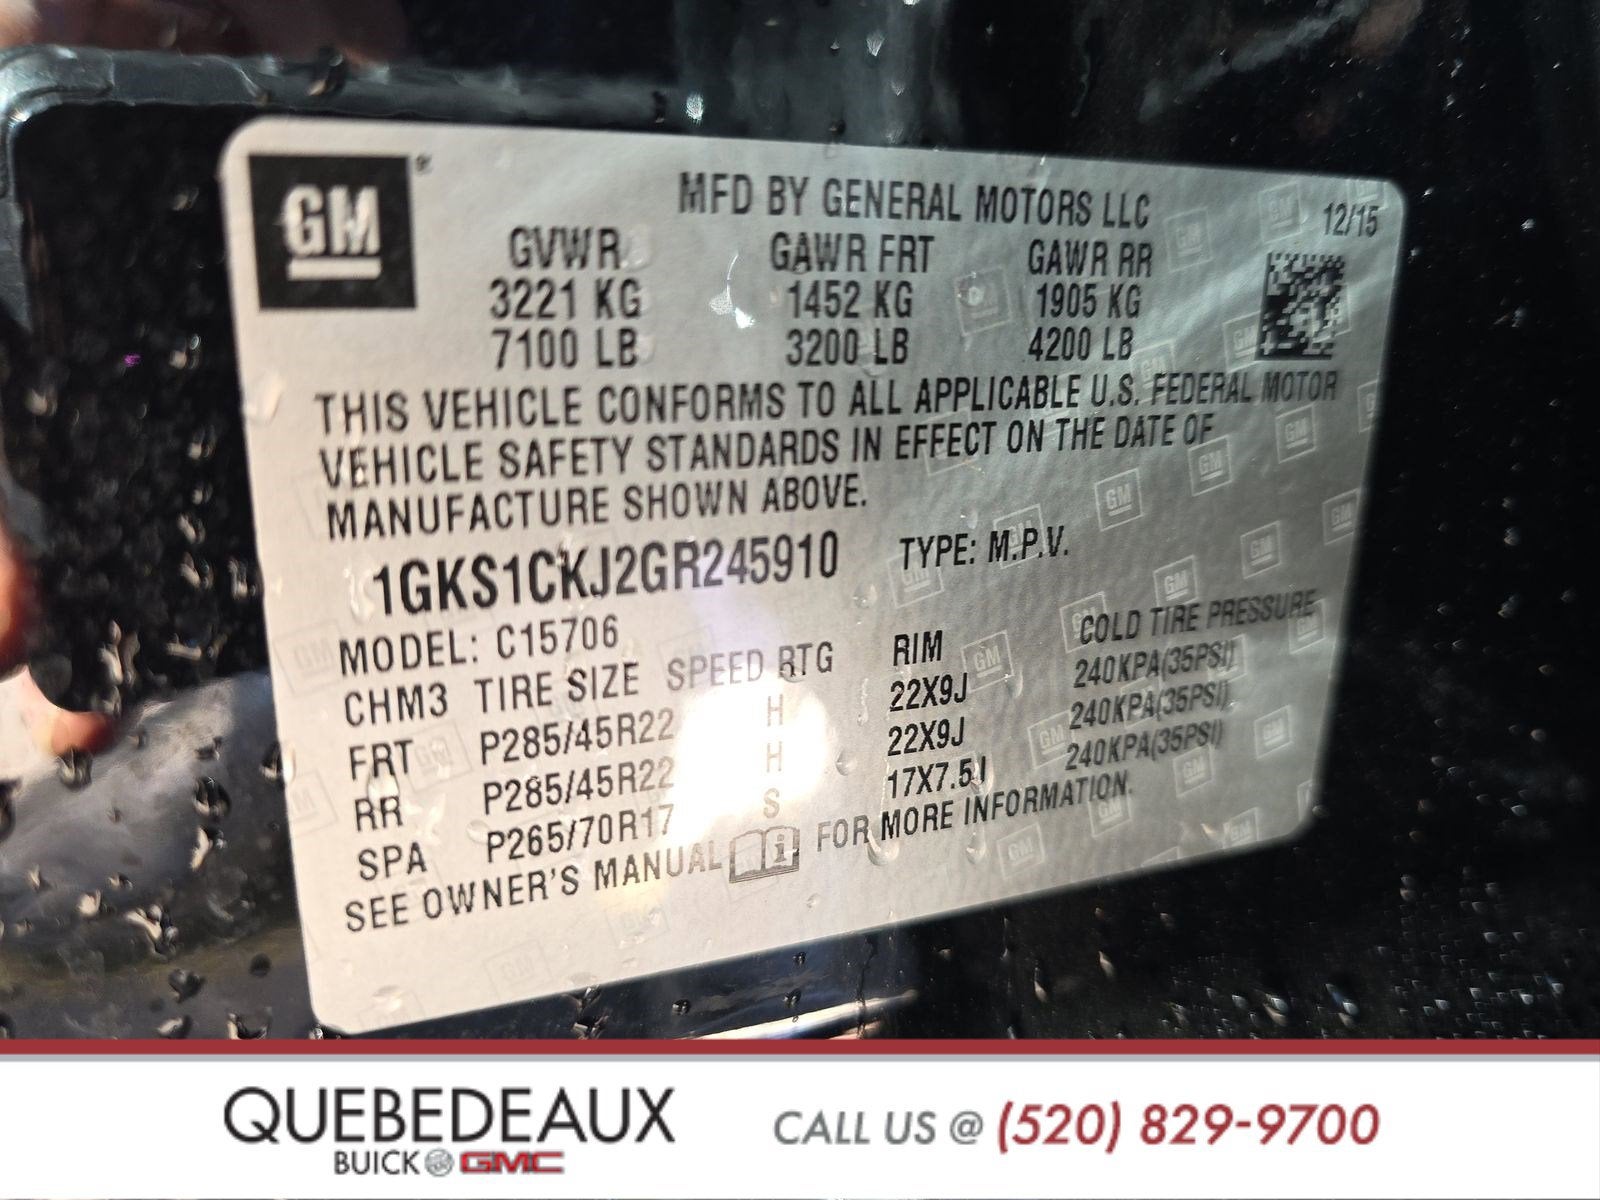 GM
®
MFD BY GENERAL MOTORS LLC
12/15
GVWR GAWR FRT GAWR RR
3221 KG 1452 KG 1905 KG
7100 LB 3200 LB 4200 LB
THIS VEHICLE CONFORMS TO ALL APPLICABLE U.S. FEDERAL MOTOR
VEHICLE SAFETY STANDARDS IN EFFECT ON THE DATE OF
MANUFACTURE SHOWN ABOVE.
1GKS1CKJ2GR245910 TYPE: M.P.V.
MODEL: C15706
CHM3 TIRE SIZE SPEED RTG RIM COLD TIRE PRESSURE
FRT P285/45R22 H 22X9J 240KPA(35PSI)
RR P285/45R22 H 22X9J 240KPA(35PSI)
SPA P265/70R17 S 17X7.5J 240KPA(35PSI)
SEE OWNER'S MANUAL i FOR MORE INFORMATION.
QUEBEDEAUX
BUICK GMC
CALL US @ (520) 829-9700